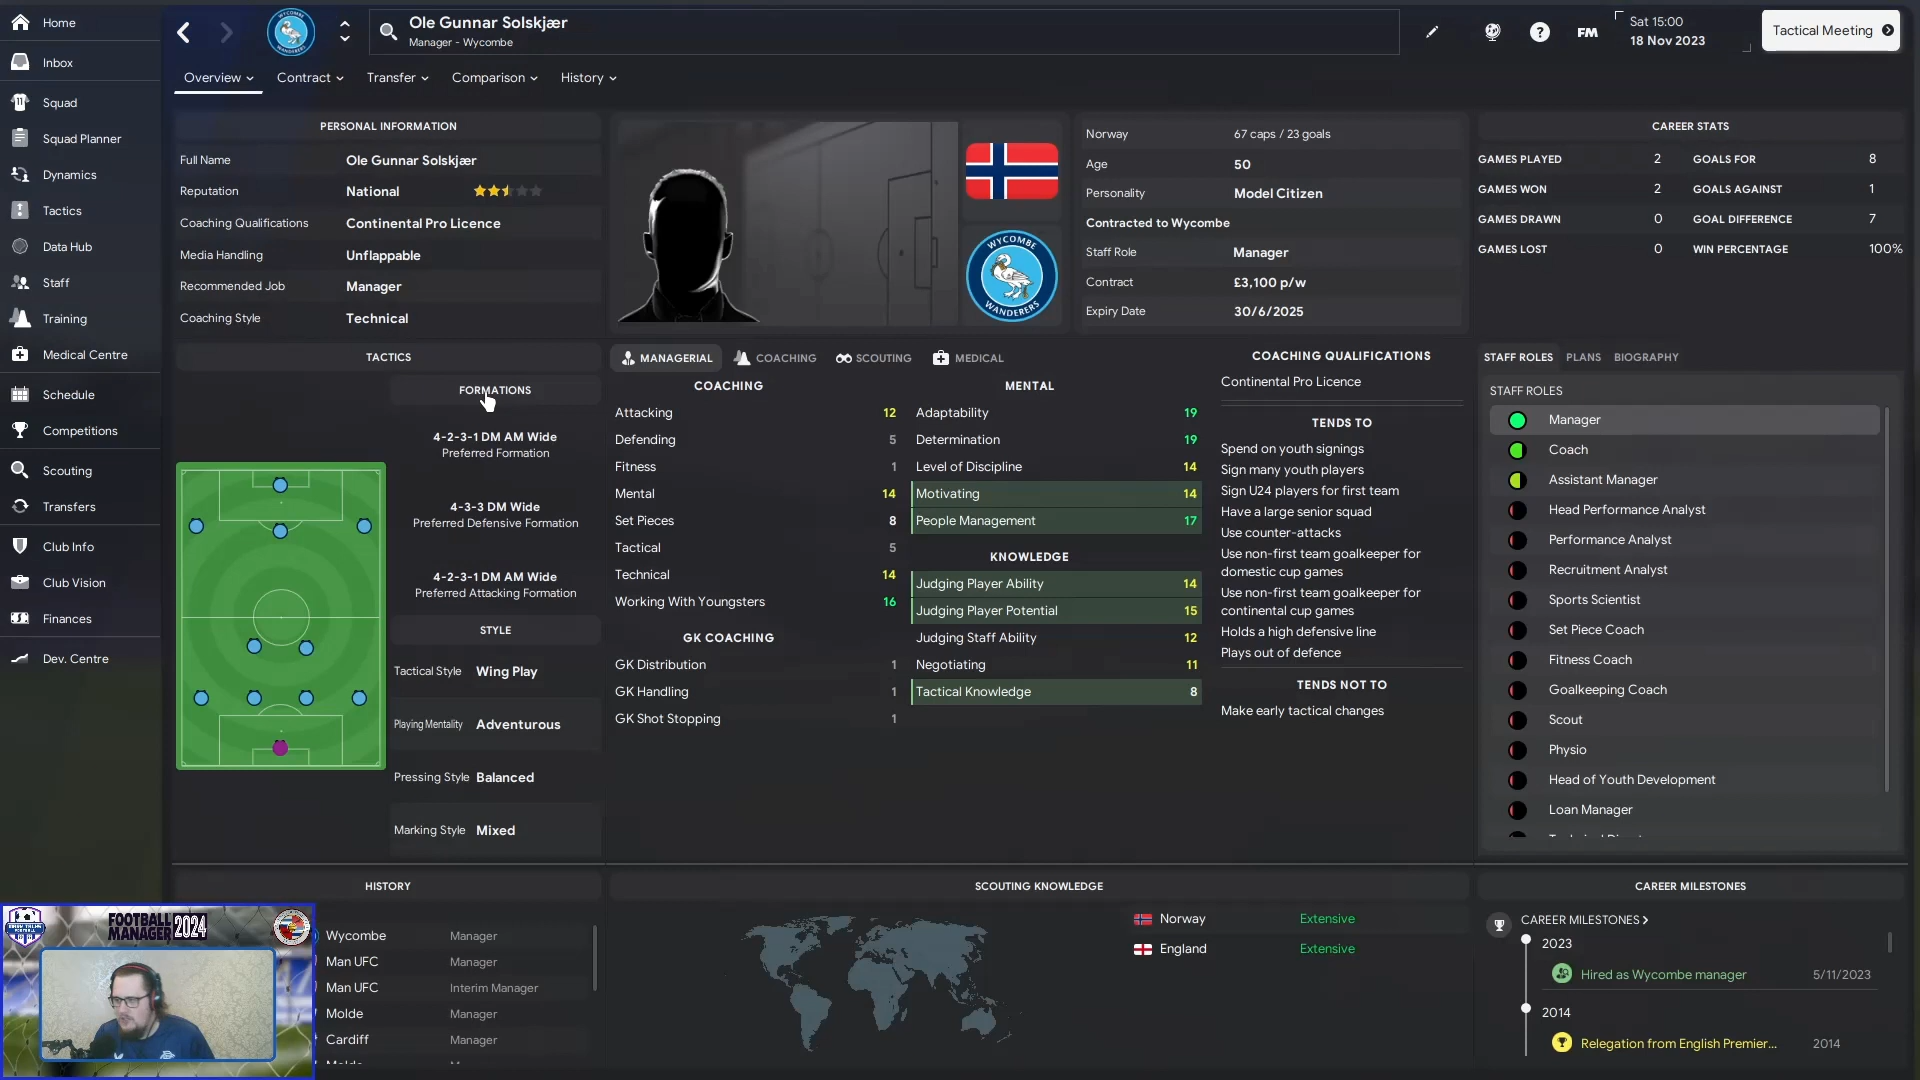 Home
Inbox
Squad
Squad Planner
Dynamics
Tactics
Data Hub
Staff
Training
Medical Centre
Schedule
Competitions
Scouting
Transfers
Club Info
Club Vision
Finances
Dev. Centre
Ole Gunnar Solskjær
Manager - Wycombe
FM
Sat 15:00
18 Nov 2023
Tactical Meeting
Overview
Contract
Transfer
Comparison
History
PERSONAL INFORMATION
Full Name Ole Gunnar Solskjær
Reputation National
Coaching Qualifications Continental Pro Licence
Media Handling Unflappable
Recommended Job Manager
Coaching Style Technical
WYCOMBE
WANDERERS
Norway 67 caps / 23 goals
Age 50
Personality Model Citizen
Contracted to Wycombe
Staff Role Manager
Contract £3,100 p/w
Expiry Date 30/6/2025
CAREER STATS
GAMES PLAYED 2 GOALS FOR 8
GAMES WON 2 GOALS AGAINST 1
GAMES DRAWN 0 GOAL DIFFERENCE 7
GAMES LOST 0 WIN PERCENTAGE 100%
TACTICS
FORMATIONS
4-2-3-1 DM AM Wide
Preferred Formation
4-3-3 DM Wide
Preferred Defensive Formation
4-2-3-1 DM AM Wide
Preferred Attacking Formation
STYLE
Tactical Style Wing Play
Playing Mentality Adventurous
Pressing Style Balanced
Marking Style Mixed
MANAGERIAL
COACHING
SCOUTING
MEDICAL
COACHING
Attacking 12
Defending 5
Fitness 1
Mental 14
Set Pieces 8
Tactical 5
Technical 14
Working With Youngsters 16
GK COACHING
GK Distribution 1
GK Handling 1
GK Shot Stopping 1
MENTAL
Adaptability 19
Determination 19
Level of Discipline 14
Motivating 14
People Management 17
KNOWLEDGE
Judging Player Ability 14
Judging Player Potential 15
Judging Staff Ability 12
Negotiating 11
Tactical Knowledge 8
COACHING QUALIFICATIONS
Continental Pro Licence
TENDS TO
Spend on youth signings
Sign many youth players
Sign U24 players for first team
Have a large senior squad
Use counter-attacks
Use non-first team goalkeeper for
domestic cup games
Use non-first team goalkeeper for
continental cup games
Holds a high defensive line
Plays out of defence
TENDS NOT TO
Make early tactical changes
STAFF ROLES
PLANS
BIOGRAPHY
STAFF ROLES
Manager
Coach
Assistant Manager
Head Performance Analyst
Performance Analyst
Recruitment Analyst
Sports Scientist
Set Piece Coach
Fitness Coach
Goalkeeping Coach
Scout
Physio
Head of Youth Development
Loan Manager
HISTORY
Wycombe Manager
Man UFC Manager
Man UFC Interim Manager
Molde Manager
Cardiff Manager
SCOUTING KNOWLEDGE
Norway Extensive
England Extensive
CAREER MILESTONES
CAREER MILESTONES
2023
Hired as Wycombe manager 5/11/2023
2014
Relegation from English Premier... 2014
FOOTBALL
MANAGER 2024